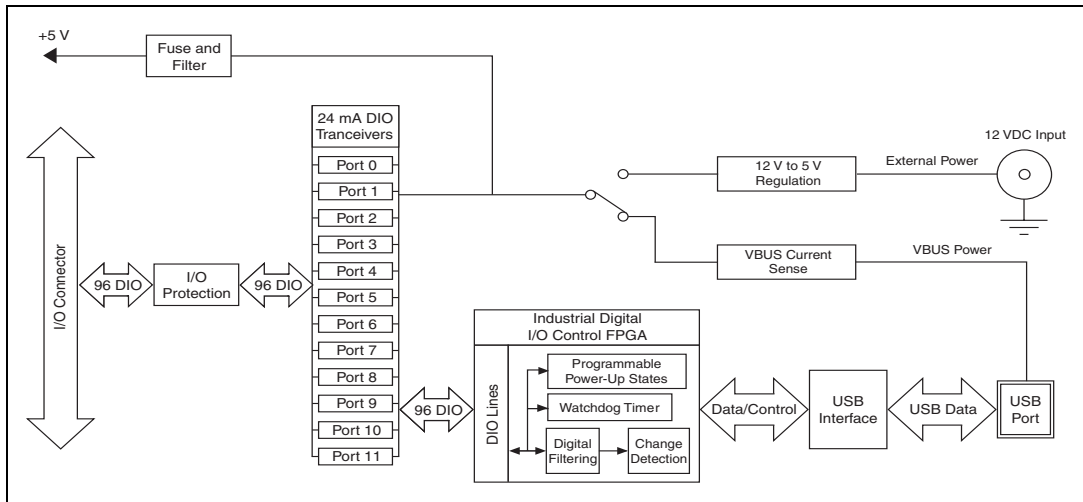 +5 V
Fuse and
Filter
24 mA DIO
Tranceivers
Port 0
Port 1
Port 2
Port 3
Port 4
Port 5
Port 6
Port 7
Port 8
Port 9
Port 10
Port 11
I/O Connector
96 DIO
I/O
Protection
96 DIO
12 VDC Input
12 V to 5 V
Regulation
External Power
VBUS Current
Sense
VBUS Power
96 DIO
Industrial Digital
I/O Control FPGA
DIO Lines
Programmable
Power-Up States
Watchdog Timer
Digital
Filtering
Change
Detection
Data/Control
USB
Interface
USB Data
USB
Port